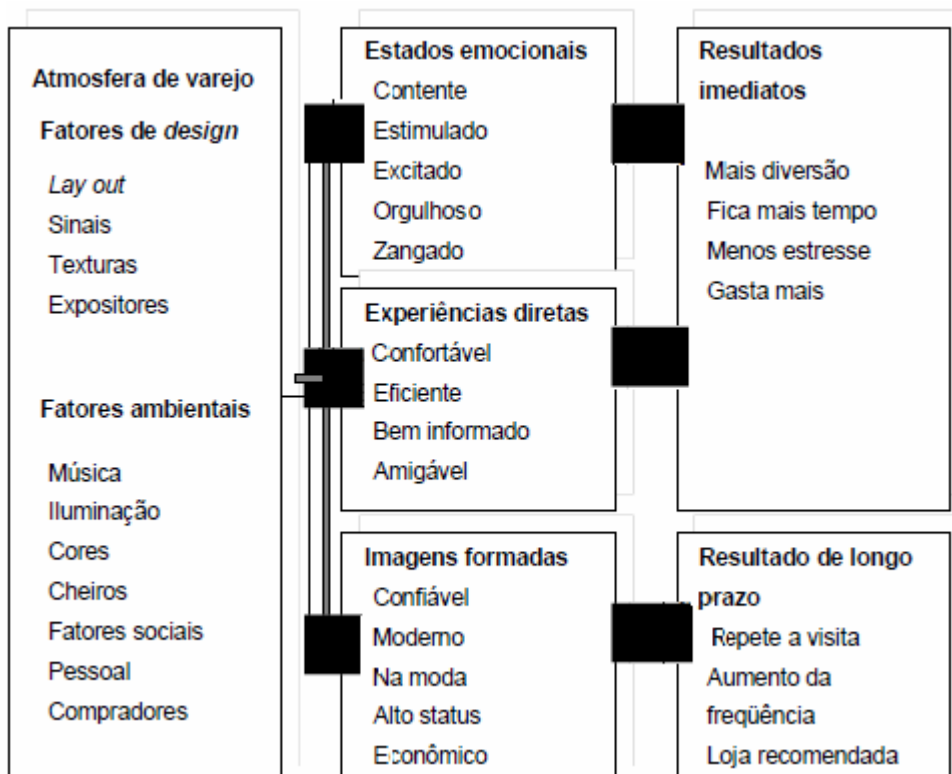 Atmosfera de varejo
Fatores de design
Lay out
Sinais
Texturas
Expositores
Fatores ambientais
Música
Iluminação
Cores
Cheiros
Fatores sociais
Pessoal
Compradores
Estados emocionais
Contente
Estimulado
Excitado
Orgulhoso
Zangado
Experiências diretas
Confortável
Eficiente
Bem informado
Amigável
Imagens formadas
Confiável
Moderno
Na moda
Alto status
Econômico
Resultados
imediatos
Mais diversão
Fica mais tempo
Menos estresse
Gasta mais
Resultado de longo
prazo
Repete a visita
Aumento da
freqüência
Loja recomendada